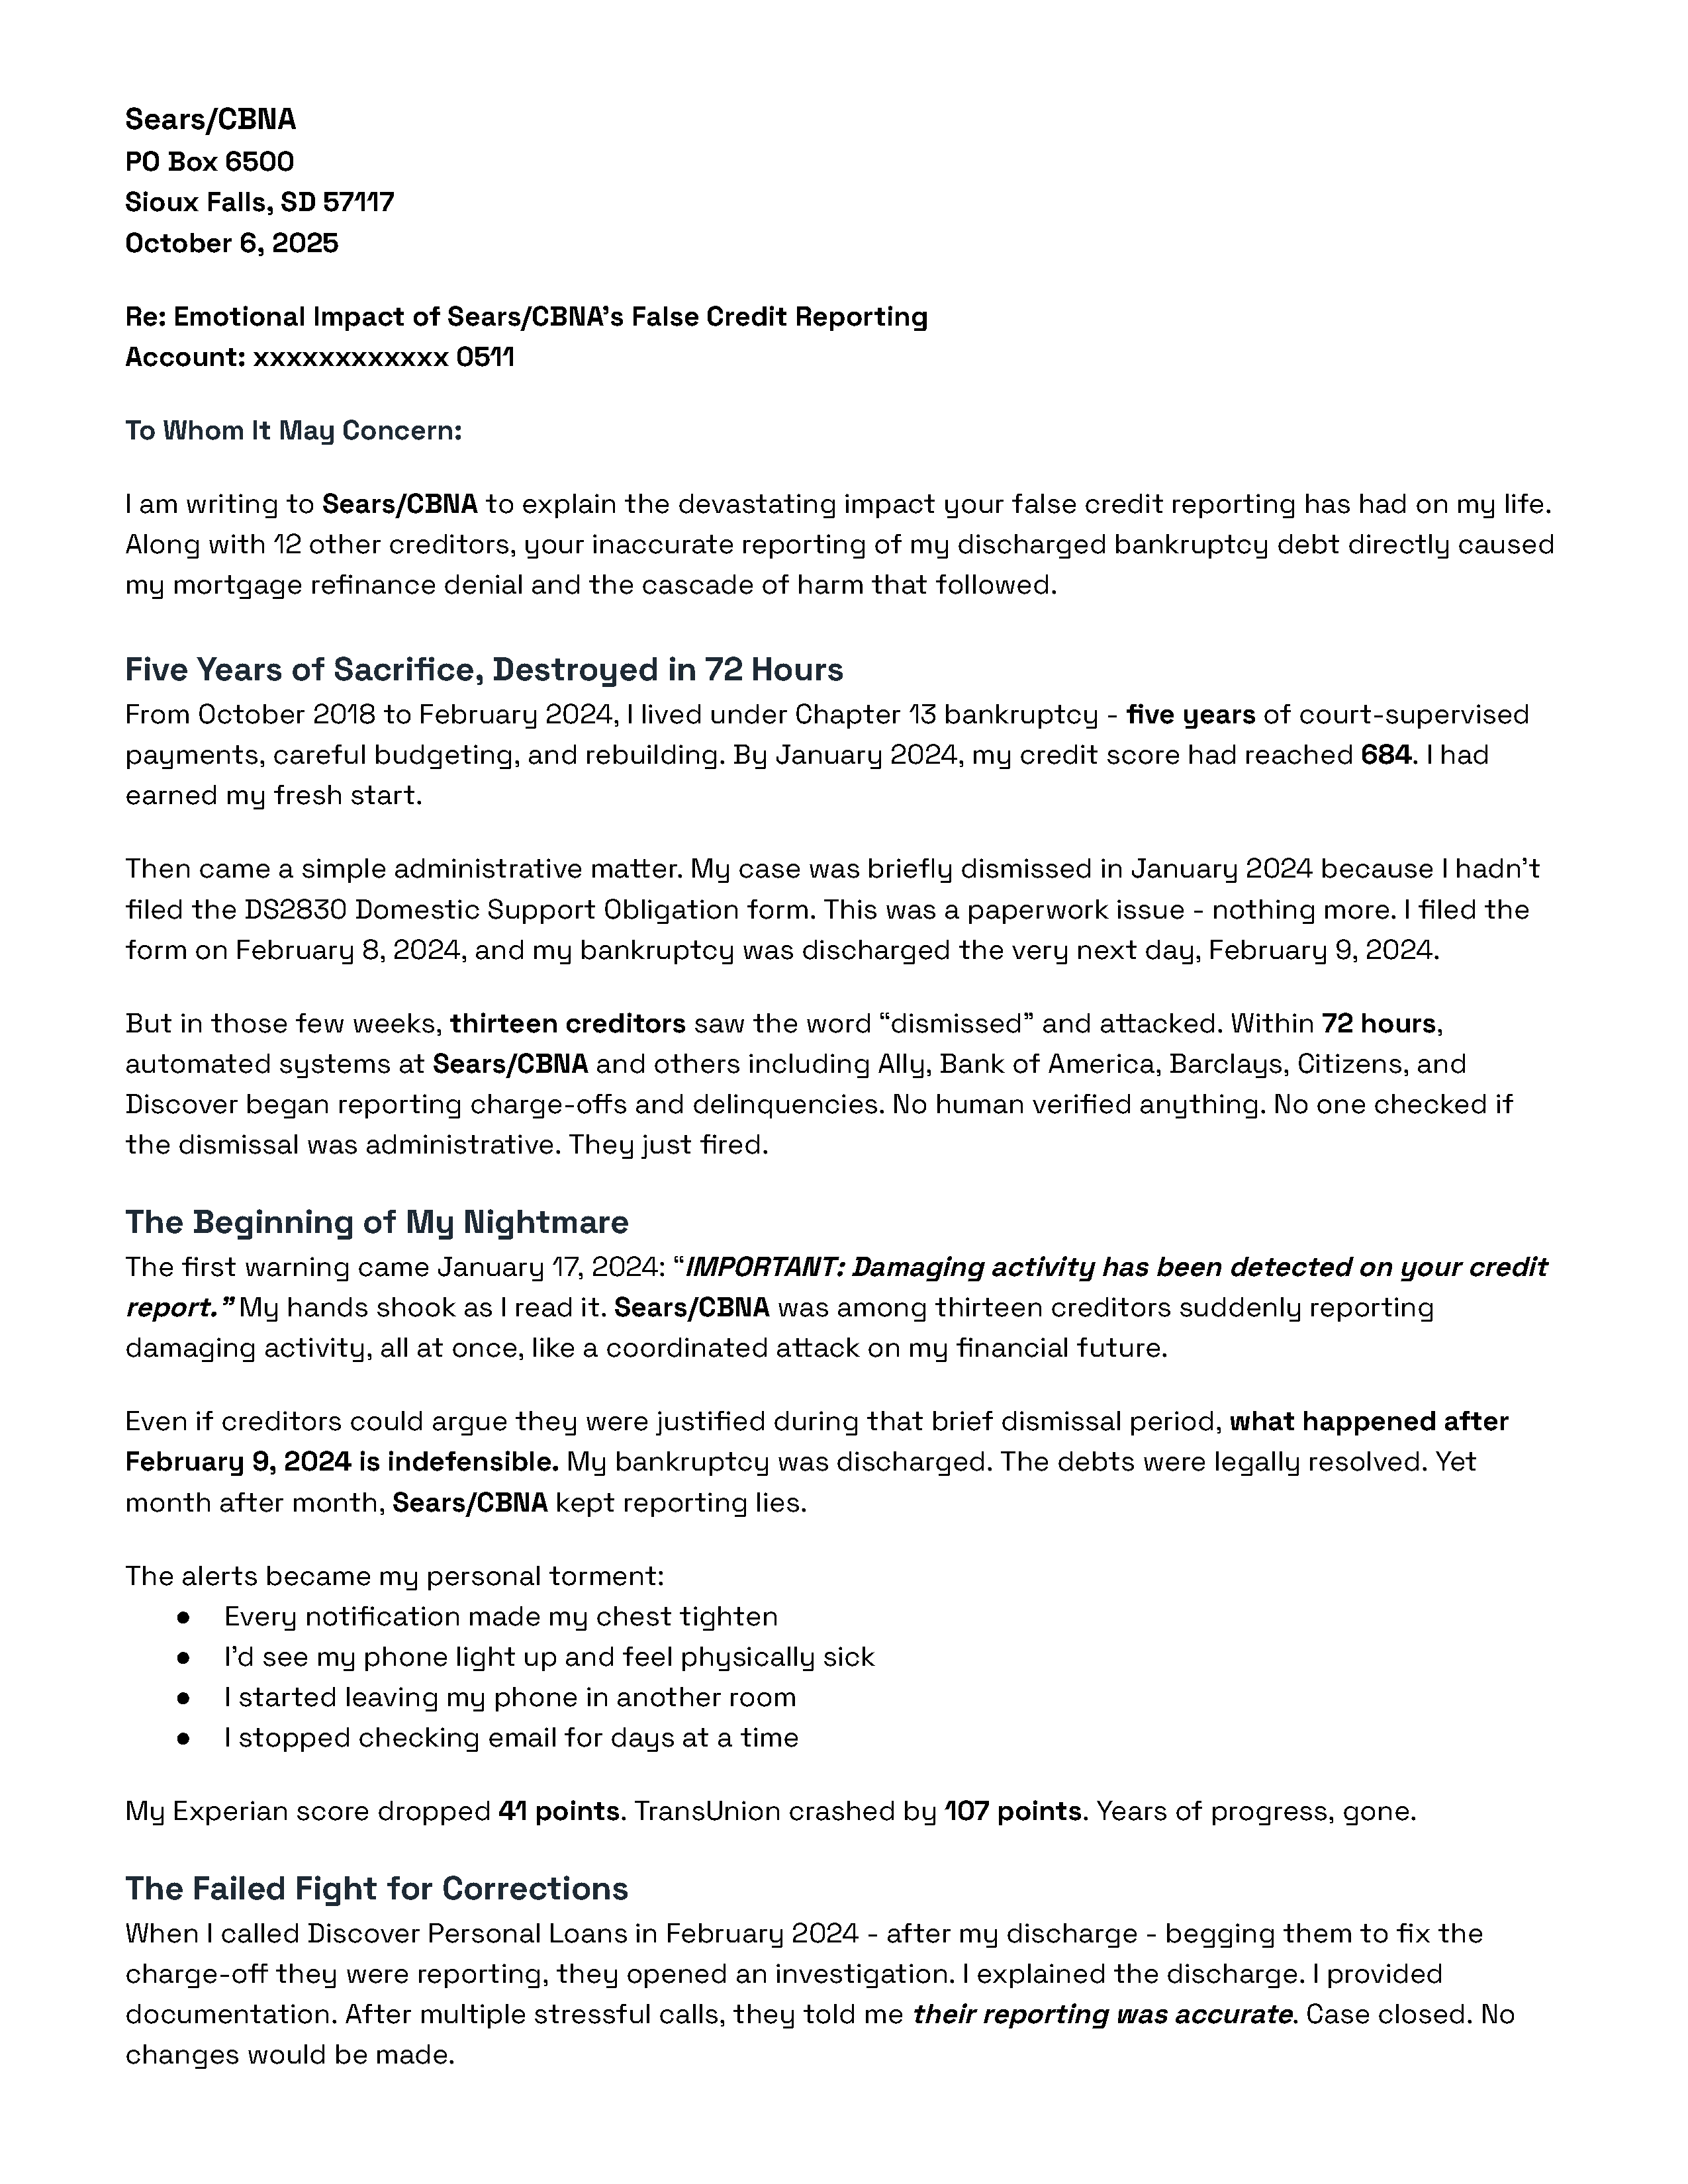 Sears/CBNA
PO Box 6500
Sioux Falls, SD 57117
October 6, 2025
Re: Emotional Impact of Sears/CBNA’s False Credit Reporting
Account: xxxxxxxxxxxx 0511
To Whom It May Concern:
I am writing to Sears/CBNA to explain the devastating impact your false credit reporting has had on my life.
Along with 12 other creditors, your inaccurate reporting of my discharged bankruptcy debt directly caused
my mortgage refinance denial and the cascade of harm that followed.
Five Years of Sacrifice, Destroyed in 72 Hours
From October 2018 to February 2024, I lived under Chapter 13 bankruptcy - five years of court-supervised
payments, careful budgeting, and rebuilding. By January 2024, my credit score had reached 684. I had
earned my fresh start.
Then came a simple administrative matter. My case was briefly dismissed in January 2024 because I hadn’t
filed the DS2830 Domestic Support Obligation form. This was a paperwork issue - nothing more. I filed the
form on February 8, 2024, and my bankruptcy was discharged the very next day, February 9, 2024.
But in those few weeks, thirteen creditors saw the word “dismissed” and attacked. Within 72 hours,
automated systems at Sears/CBNA and others including Ally, Bank of America, Barclays, Citizens, and
Discover began reporting charge-offs and delinquencies. No human verified anything. No one checked if
the dismissal was administrative. They just fired.
The Beginning of My Nightmare
The first warning came January 17, 2024: “IMPORTANT: Damaging activity has been detected on your credit
report.” My hands shook as I read it. Sears/CBNA was among thirteen creditors suddenly reporting
damaging activity, all at once, like a coordinated attack on my financial future.
Even if creditors could argue they were justified during that brief dismissal period, what happened after
February 9, 2024 is indefensible. My bankruptcy was discharged. The debts were legally resolved. Yet
month after month, Sears/CBNA kept reporting lies.
The alerts became my personal torment:
● Every notification made my chest tighten
● I’d see my phone light up and feel physically sick
● I started leaving my phone in another room
● I stopped checking email for days at a time
My Experian score dropped 41 points. TransUnion crashed by 107 points. Years of progress, gone.
The Failed Fight for Corrections
When I called Discover Personal Loans in February 2024 - after my discharge - begging them to fix the
charge-off they were reporting, they opened an investigation. I explained the discharge. I provided
documentation. After multiple stressful calls, they told me their reporting was accurate. Case closed. No
changes would be made.